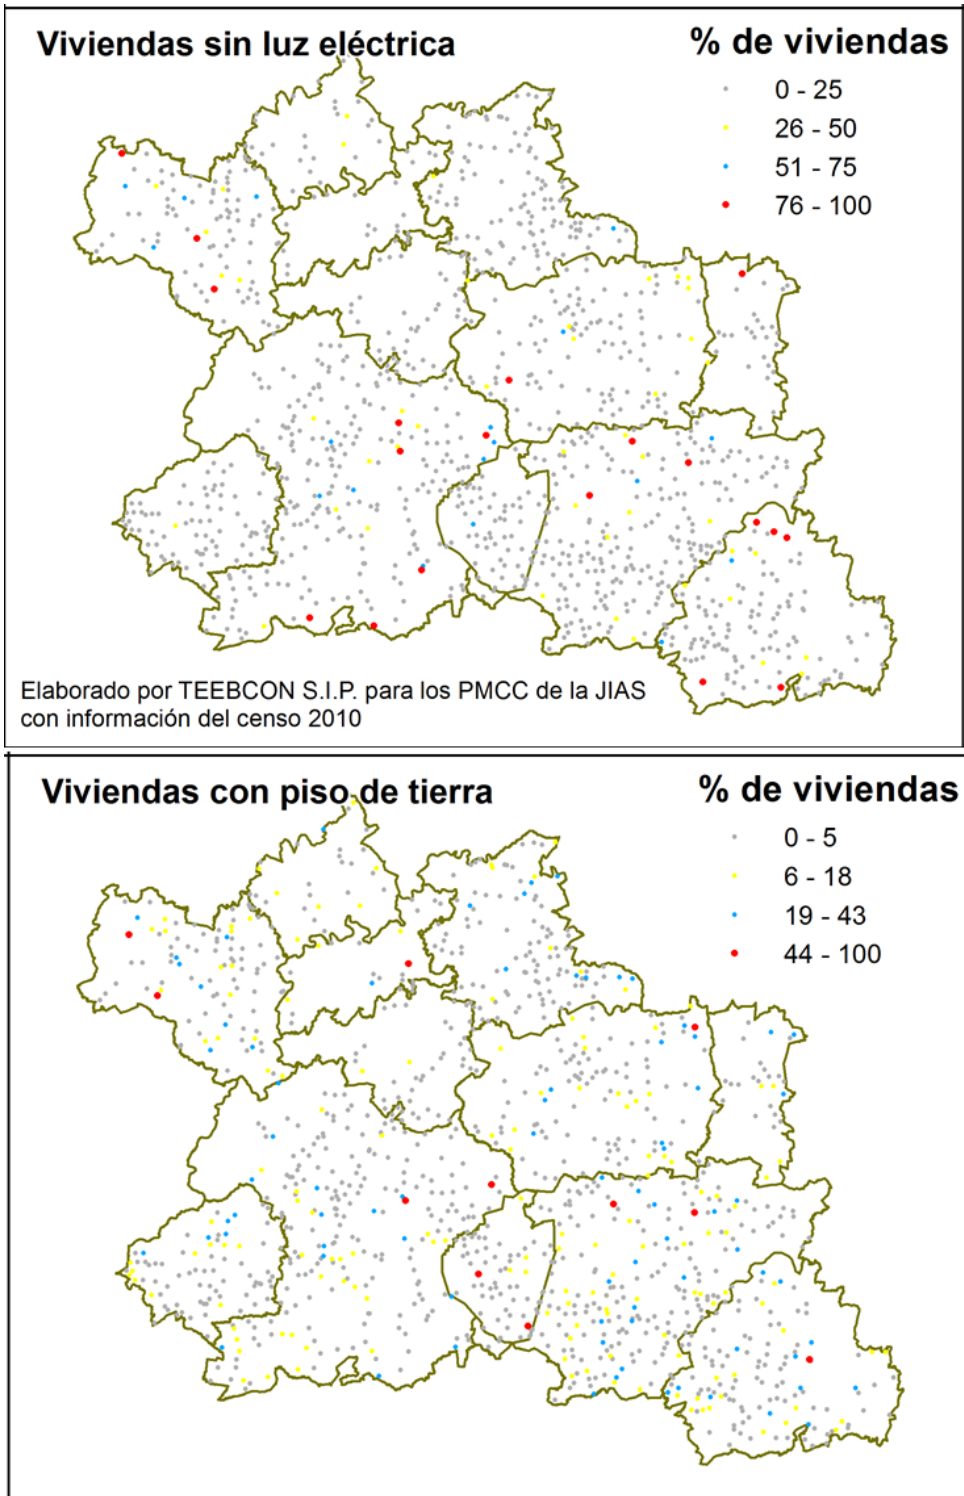 Viviendas sin luz eléctrica
% de viviendas
0 - 25
26 - 50
51 - 75
76 - 100
Elaborado por TEEBCON S.I.P. para los PMCC de la JIAS
con información del censo 2010
Viviendas con piso de tierra
% de viviendas
0 - 5
6 - 18
19 - 43
44 - 100